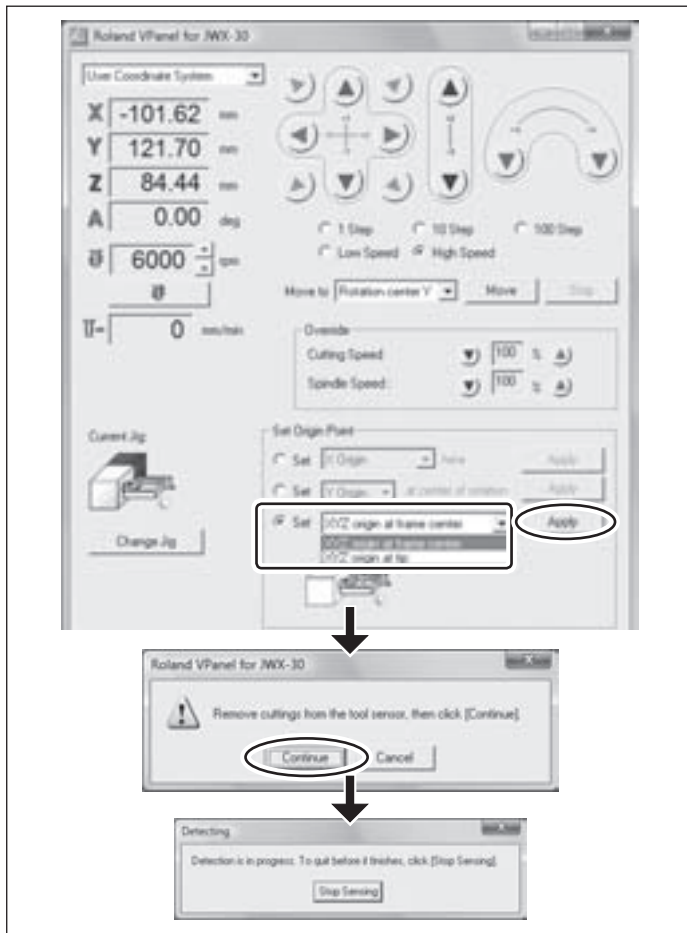 Roland VPanel for JWX-30
User Coordinate System
X -101.62 mm
Y 121.70 mm
Z 84.44 mm
A 0.00 deg
6000 rpm
0 mm/min
1 Step 10 Step 100 Step
Low Speed High Speed
Move to Rotation center Y Move Stop
Override
Cutting Speed 100 %
Spindle Speed 100 %
Current Jig
Change Jig
Set Origin Point
Set X Origin here Apply
Set Y Origin at center of rotation Apply
Set XYZ origin at frame center Apply
XYZ origin at frame center
XYZ origin at tip
Roland VPanel for JWX-30
Remove cuttings from the tool sensor, then click [Continue].
Continue Cancel
Detecting
Detection is in progress. To quit before it finishes, click [Stop Sensing].
Stop Sensing